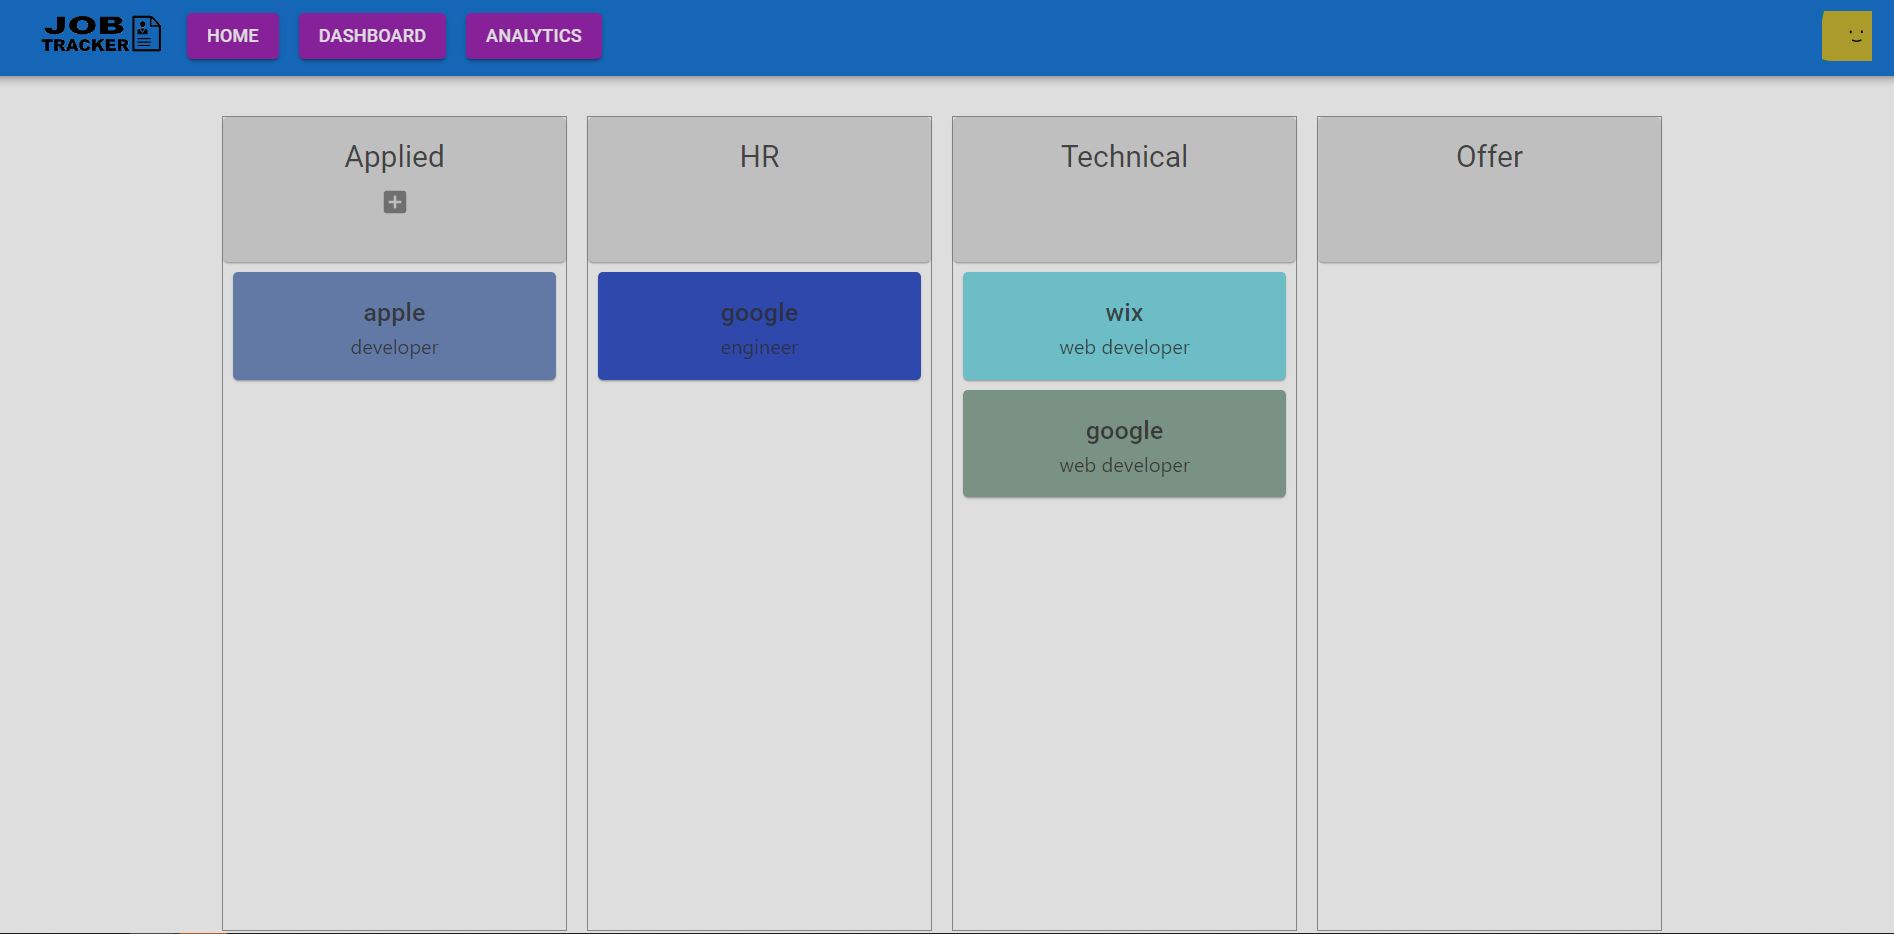 JOB
TRACKER
HOME
DASHBOARD
ANALYTICS
Applied
HR
Technical
Offer
apple
developer
google
engineer
wix
web developer
google
web developer